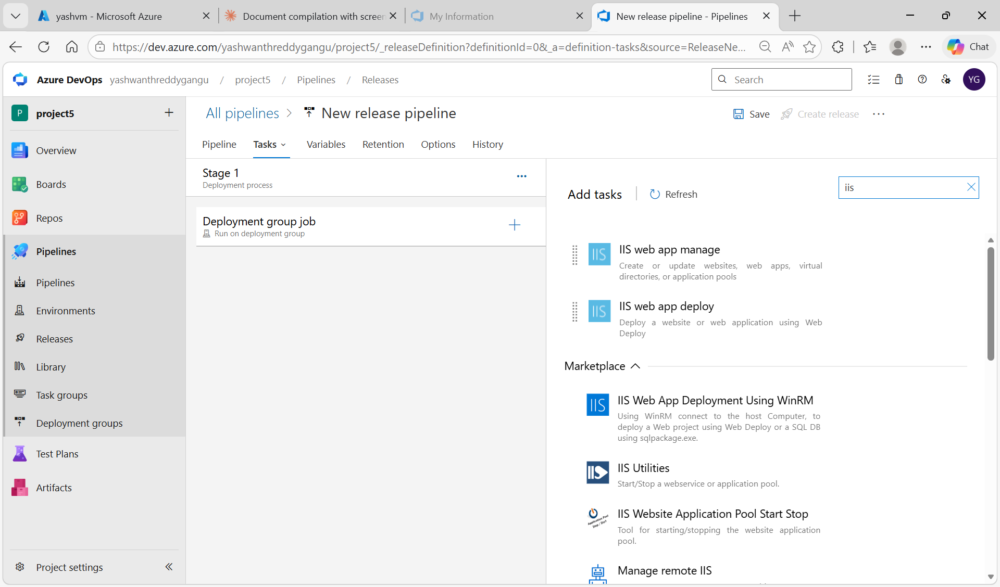 yashvm - Microsoft Azure
Document compilation with screen
My Information
New release pipeline - Pipelines
https://dev.azure.com/yashwanthreddygangu/project5/_releaseDefinition?definitionId=0&_a=definition-tasks&source=ReleaseNe...
Chat
Azure DevOps yashwanthreddygangu / project5 / Pipelines / Releases
Search
YG
P project5
Overview
Boards
Repos
Pipelines
Pipelines
Environments
Releases
Library
Task groups
Deployment groups
Test Plans
Artifacts
Project settings
All pipelines > New release pipeline
Save
Create release
Pipeline Tasks Variables Retention Options History
Stage 1
Deployment process
Deployment group job
Run on deployment group
Add tasks
Refresh
iis
IIS
IIS web app manage
Create or update websites, web apps, virtual
directories, or application pools
IIS
IIS web app deploy
Deploy a website or web application using Web
Deploy
Marketplace
IIS
IIS Web App Deployment Using WinRM
Using WinRM connect to the host Computer, to
deploy a Web project using Web Deploy or a SQL DB
using sqlpackage.exe.
IIS Utilities
Start/Stop a webservice or application pool.
Application Pool
Stop / Start
IIS Website Application Pool Start Stop
Tool for starting/stopping the website application
pool.
Manage remote IIS